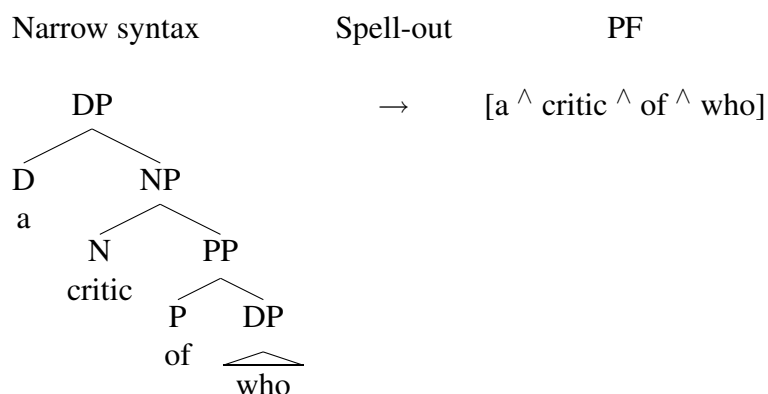 Narrow syntax Spell-out PF
DP → [a ^ critic ^ of ^ who]
D NP
a
N PP
critic
P DP
of
who